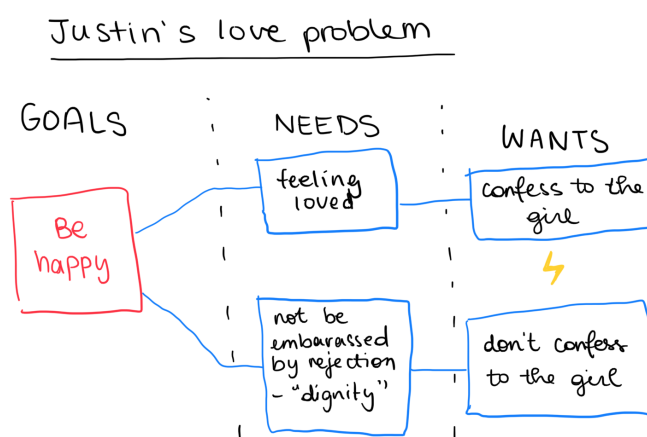 Justin's love problem
GOALS
NEEDS
WANTS
Be
happy
feeling
loved
confess to the
girl
not be
embarassed
by rejection
- "dignity"
don't confess
to the girl